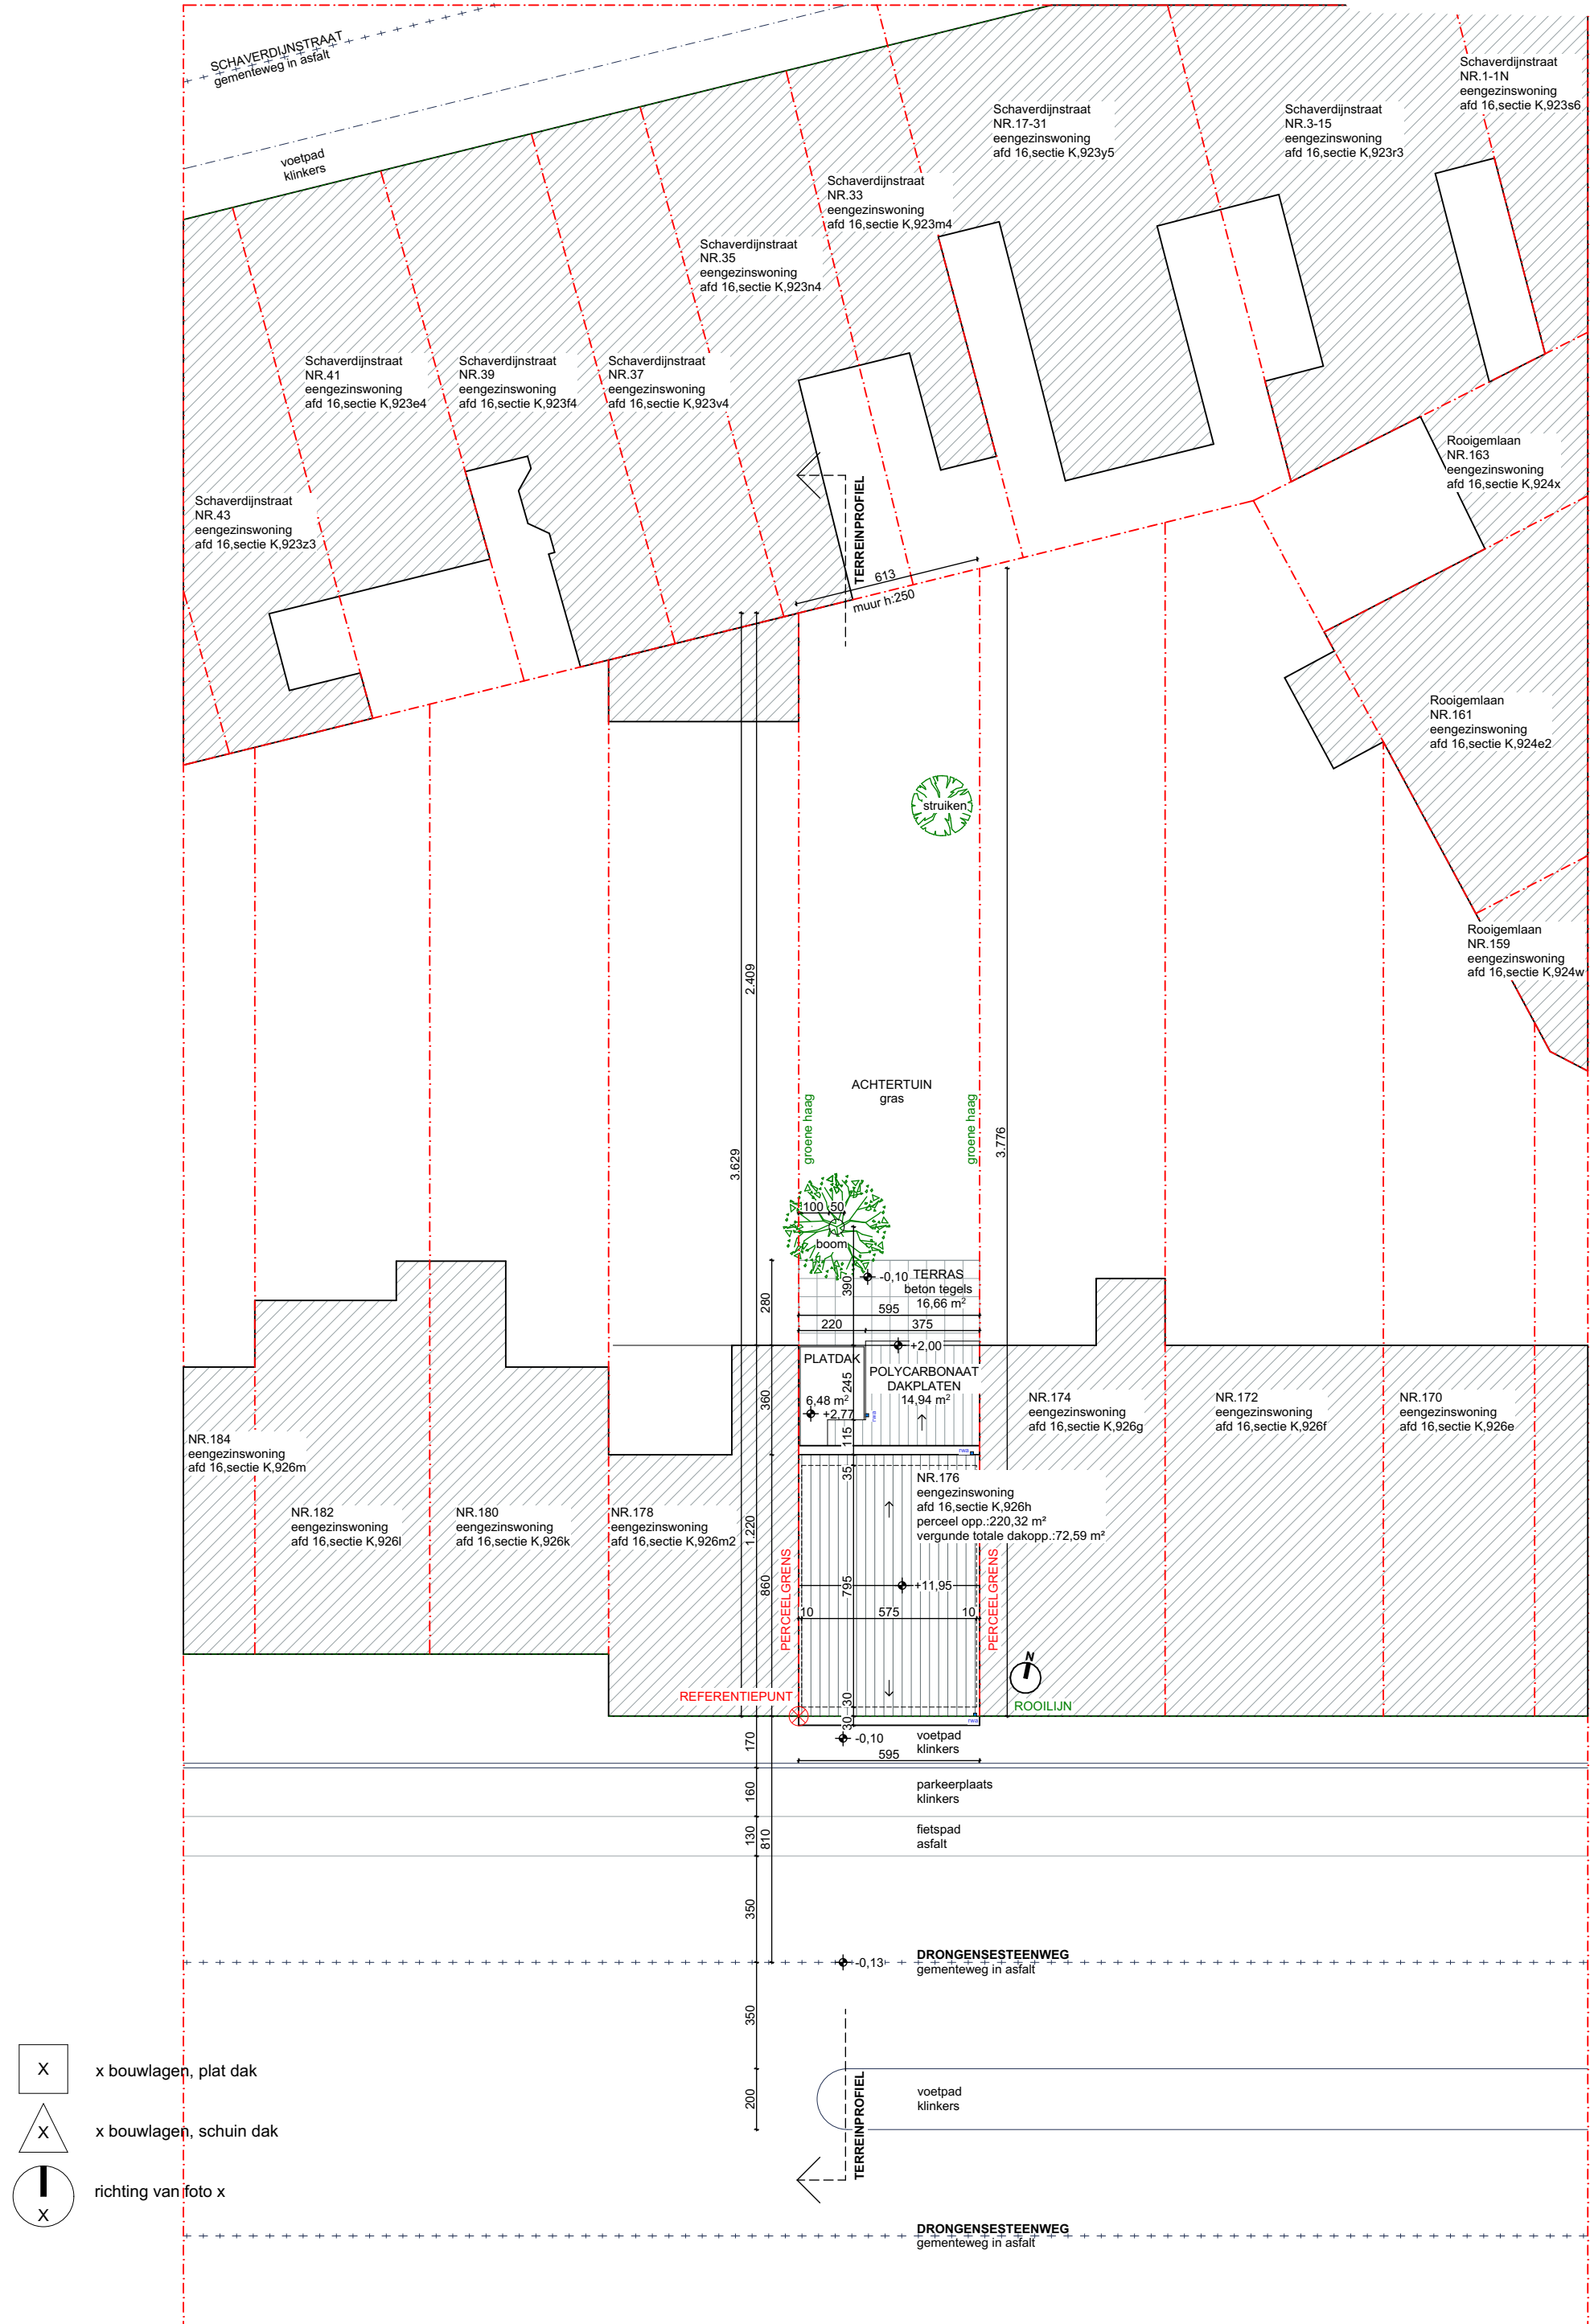 SCHAVERDIJNSTRAAT
gementeweg in asfalt
voetpad
klinkers
Schaverdijnstraat
NR.1-1N
eengezinswoning
afd 16,sectie K,923s6
Schaverdijnstraat
NR.17-31
eengezinswoning
afd 16,sectie K,923y5
Schaverdijnstraat
NR.3-15
eengezinswoning
afd 16,sectie K,923r3
Schaverdijnstraat
NR.33
eengezinswoning
afd 16,sectie K,923m4
Schaverdijnstraat
NR.35
eengezinswoning
afd 16,sectie K,923n4
Schaverdijnstraat
NR.41
eengezinswoning
afd 16,sectie K,923e4
Schaverdijnstraat
NR.39
eengezinswoning
afd 16,sectie K,923f4
Schaverdijnstraat
NR.37
eengezinswoning
afd 16,sectie K,923v4
Schaverdijnstraat
NR.43
eengezinswoning
afd 16,sectie K,923z3
Rooigemlaan
NR.163
eengezinswoning
afd 16,sectie K,924x
TERREINPROFIEL
613
muur h:250
Rooigemlaan
NR.161
eengezinswoning
afd 16,sectie K,924e2
struiken
Rooigemlaan
NR.159
eengezinswoning
afd 16,sectie K,924w
2.409
ACHTERTUIN
gras
groene haag
groene haag
3.629
3.776
100
50
boom
390
-0,10
TERRAS
beton tegels
16,66 m²
280
595
220
375
+2,00
PLATDAK
6,48 m²
+2,77
245
POLYCARBONAAT
DAKPLATEN
14,94 m²
rwa
360
115
rwa
35
NR.174
eengezinswoning
afd 16,sectie K,926g
NR.172
eengezinswoning
afd 16,sectie K,926f
NR.170
eengezinswoning
afd 16,sectie K,926e
NR.184
eengezinswoning
afd 16,sectie K,926m
NR.182
eengezinswoning
afd 16,sectie K,926l
NR.180
eengezinswoning
afd 16,sectie K,926k
NR.178
eengezinswoning
afd 16,sectie K,926m2
NR.176
eengezinswoning
afd 16,sectie K,926h
perceel opp.:220,32 m²
vergunde totale dakopp.:72,59 m²
1.220
860
795
PERCEELGRENS
PERCEELGRENS
+11,95
10
575
10
N
REFERENTIEPUNT
ROOILIJN
30
30
rwa
-0,10
voetpad
klinkers
595
170
parkeerplaats
klinkers
160
fietspad
asfalt
130
810
350
-0,13
DRONGENSESTEENWEG
gementeweg in asfalt
350
200
voetpad
klinkers
TERREINPROFIEL
X
x bouwlagen, plat dak
X
x bouwlagen, schuin dak
X
richting van foto x
DRONGENSESTEENWEG
gementeweg in asfalt